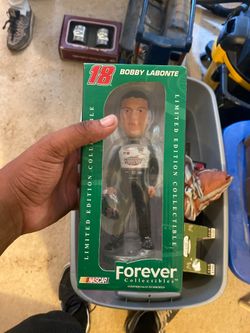 18 BOBBY LABONTE
LIMITED EDITION COLLECTIBLE
LIMITED EDITION COLLECTIBLE
NASCAR
Forever
Collectibles